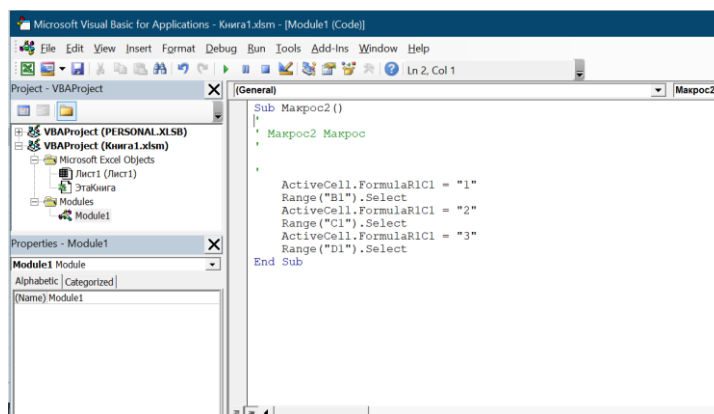 Microsoft Visual Basic for Applications - Книга1.xlsm - [Module1 (Code)]
File Edit View Insert Format Debug Run Tools Add-Ins Window Help
Ln 2, Col 1
Project - VBAProject
(General)
Макрос2
VBAProject (PERSONAL.XLSB)
VBAProject (Книга1.xlsm)
Microsoft Excel Objects
Лист1 (Лист1)
ЭтаКнига
Modules
Module1
Properties - Module1
Module1 Module
Alphabetic Categorized
(Name) Module1
Sub Макрос2()
'
' Макрос2 Макрос
'
'
ActiveCell.FormulaR1C1 = "1"
Range("B1").Select
ActiveCell.FormulaR1C1 = "2"
Range("C1").Select
ActiveCell.FormulaR1C1 = "3"
Range("D1").Select
End Sub